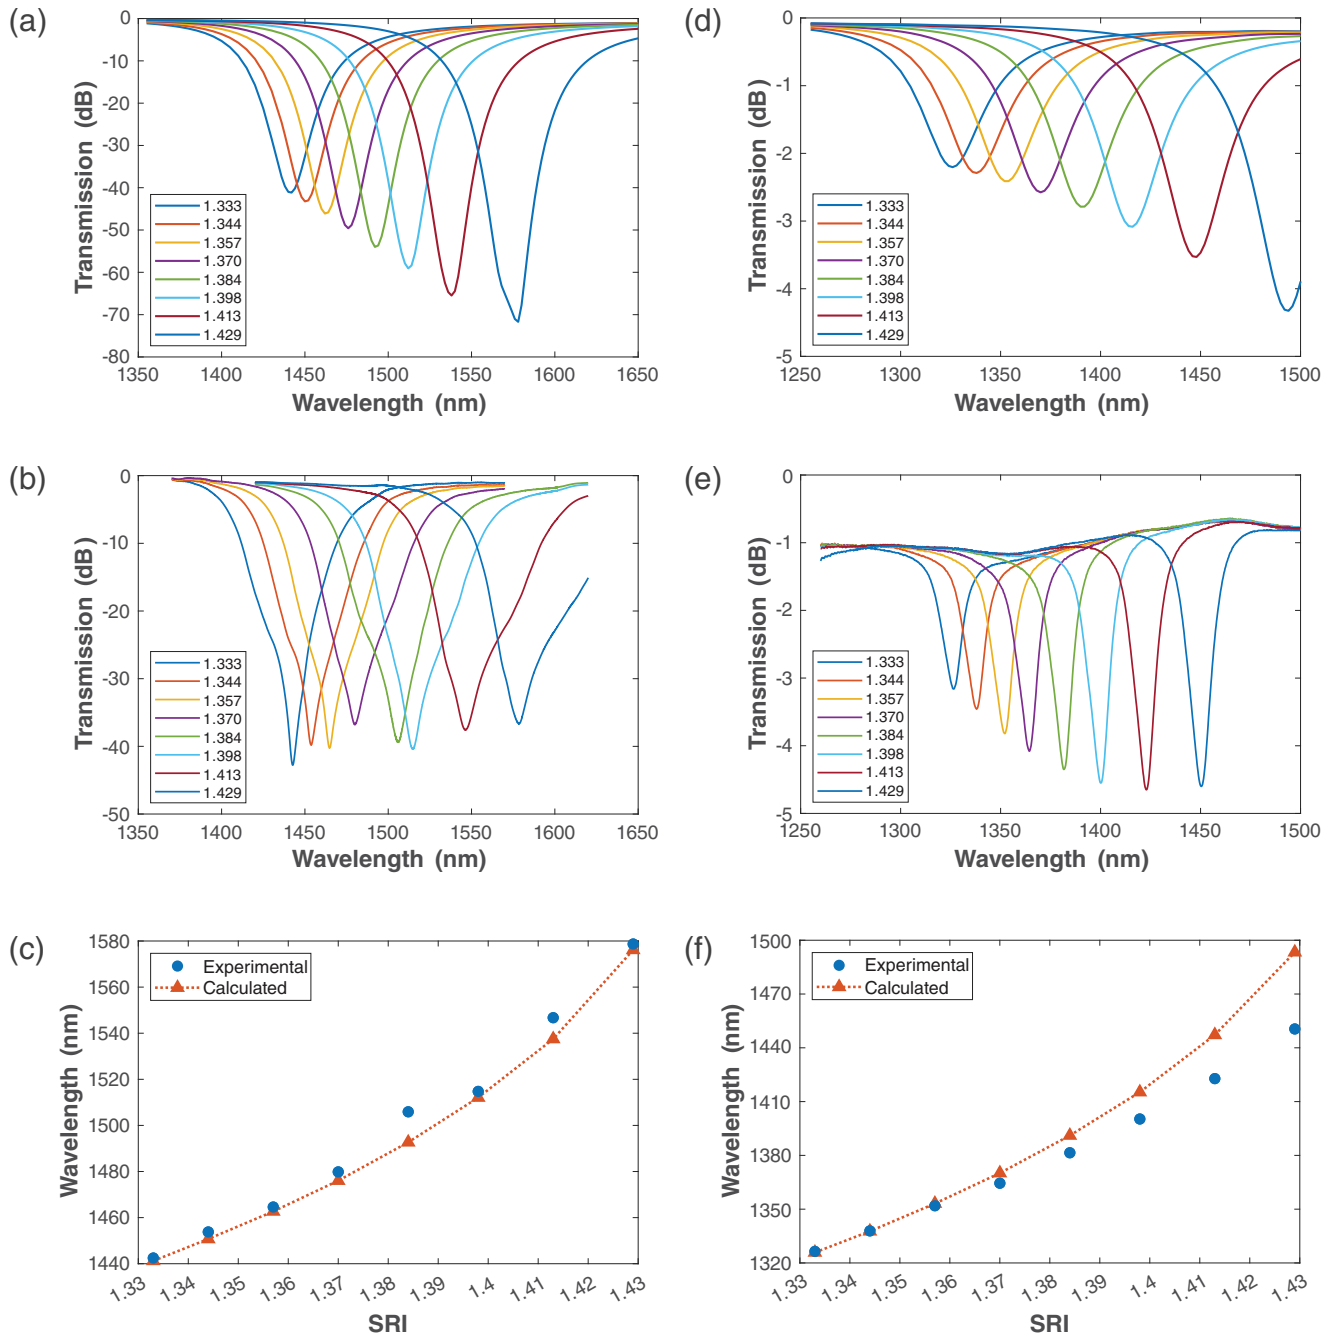 (a)
0
-10
-20
-30
-40
-50
-60
-70
-80
Transmission (dB)
1.333
1.344
1.357
1.370
1.384
1.398
1.413
1.429
1350 1400 1450 1500 1550 1600 1650
Wavelength (nm)
(d)
0
-1
-2
-3
-4
-5
Transmission (dB)
1.333
1.344
1.357
1.370
1.384
1.398
1.413
1.429
1250 1300 1350 1400 1450 1500
Wavelength (nm)
(b)
0
-10
-20
-30
-40
-50
Transmission (dB)
1.333
1.344
1.357
1.370
1.384
1.398
1.413
1.429
1350 1400 1450 1500 1550 1600 1650
Wavelength (nm)
(e)
0
-1
-2
-3
-4
-5
Transmission (dB)
1.333
1.344
1.357
1.370
1.384
1.398
1.413
1.429
1250 1300 1350 1400 1450 1500
Wavelength (nm)
(c)
1580
1560
1540
1520
1500
1480
1460
1440
Wavelength (nm)
Experimental
Calculated
1.33 1.34 1.35 1.36 1.37 1.38 1.39 1.4 1.41 1.42 1.43
SRI
(f)
1500
1470
1440
1410
1380
1350
1320
Wavelength (nm)
Experimental
Calculated
1.33 1.34 1.35 1.36 1.37 1.38 1.39 1.4 1.41 1.42 1.43
SRI